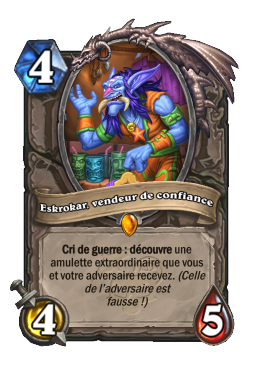 4
Eskrokar, vendeur de confiance
Cri de guerre : découvre une
amulette extraordinaire que vous
et votre adversaire recevez. (Celle
de l'adversaire est
fausse !)
4
5